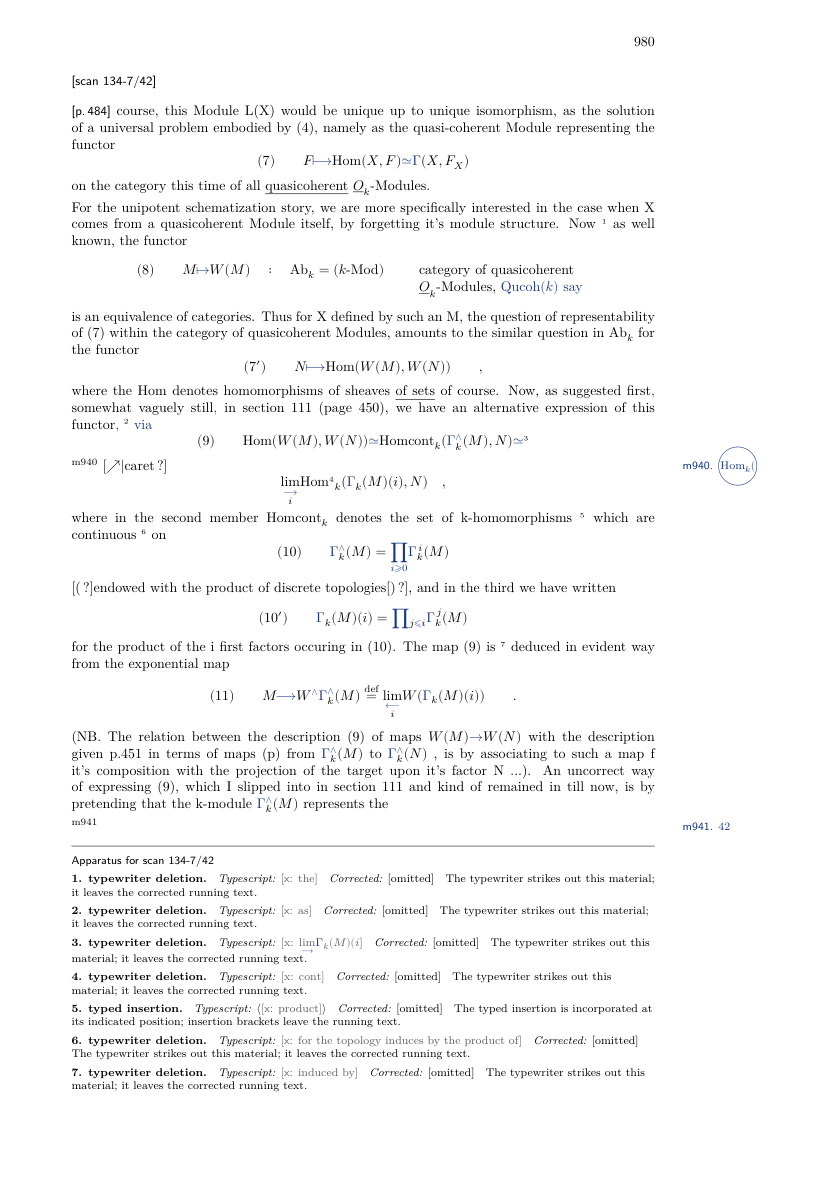 980
[scan 134-7/42]
[p. 484] course, this Module L(X) would be unique up to unique isomorphism, as the solution
of a universal problem embodied by (4), namely as the quasi-coherent Module representing the
functor
(7) F⟼Hom(X, F)≃Γ(X, F_X)
on the category this time of all quasicoherent O_k-Modules.
For the unipotent schematization story, we are more specifically interested in the case when X
comes from a quasicoherent Module itself, by forgetting it's module structure. Now ¹ as well
known, the functor
(8) M↦W(M) : Ab_k = (k-Mod) category of quasicoherent
O_k-Modules, Qucoh(k) say
is an equivalence of categories. Thus for X defined by such an M, the question of representability
of (7) within the category of quasicoherent Modules, amounts to the similar question in Ab_k for
the functor
(7′) N⟼Hom(W(M), W(N)) ,
where the Hom denotes homomorphisms of sheaves of sets of course. Now, as suggested first,
somewhat vaguely still, in section 111 (page 450), we have an alternative expression of this
functor, ² via
(9) Hom(W(M), W(N))≃Homcont_k(Γ^∧_k(M), N)≃³
m940 [↗|caret ?]
m940. Hom_k(
lim→_i Hom⁴_k(Γ_k(M)(i), N) ,
where in the second member Homcont_k denotes the set of k-homomorphisms ⁵ which are
continuous ⁶ on
(10) Γ^∧_k(M) = ∏_{i⩾0} Γ^i_k(M)
[( ?]endowed with the product of discrete topologies[) ?], and in the third we have written
(10′) Γ_k(M)(i) = ∏_{j⩽i} Γ^j_k(M)
for the product of the i first factors occuring in (10). The map (9) is ⁷ deduced in evident way
from the exponential map
(11) M⟶W^∧Γ^∧_k(M) def= lim←_i W(Γ_k(M)(i)) .
(NB. The relation between the description (9) of maps W(M)→W(N) with the description
given p.451 in terms of maps (p) from Γ^∧_k(M) to Γ^∧_k(N) , is by associating to such a map f
it's composition with the projection of the target upon it's factor N ...). An uncorrect way
of expressing (9), which I slipped into in section 111 and kind of remained in till now, is by
pretending that the k-module Γ^∧_k(M) represents the
m941
m941. 42
Apparatus for scan 134-7/42
1. typewriter deletion. Typescript: [x: the] Corrected: [omitted] The typewriter strikes out this material;
it leaves the corrected running text.
2. typewriter deletion. Typescript: [x: as] Corrected: [omitted] The typewriter strikes out this material;
it leaves the corrected running text.
3. typewriter deletion. Typescript: [x: lim→Γ_k(M)(i] Corrected: [omitted] The typewriter strikes out this
material; it leaves the corrected running text.
4. typewriter deletion. Typescript: [x: cont] Corrected: [omitted] The typewriter strikes out this
material; it leaves the corrected running text.
5. typed insertion. Typescript: ⟨[x: product]⟩ Corrected: [omitted] The typed insertion is incorporated at
its indicated position; insertion brackets leave the running text.
6. typewriter deletion. Typescript: [x: for the topology induces by the product of] Corrected: [omitted]
The typewriter strikes out this material; it leaves the corrected running text.
7. typewriter deletion. Typescript: [x: induced by] Corrected: [omitted] The typewriter strikes out this
material; it leaves the corrected running text.